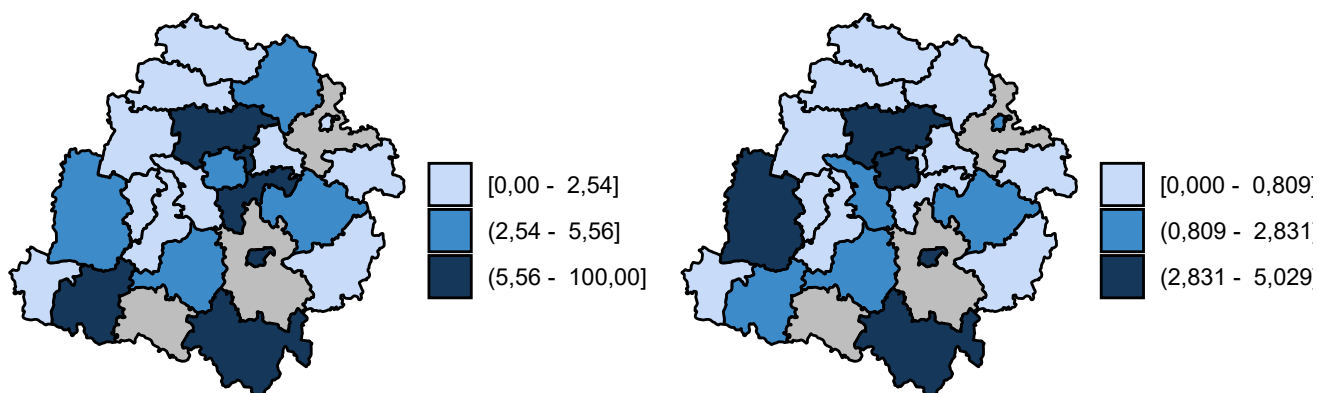 [0,00 - 2,54]
(2,54 - 5,56]
(5,56 - 100,00]
[0,000 - 0,809]
(0,809 - 2,831]
(2,831 - 5,029]